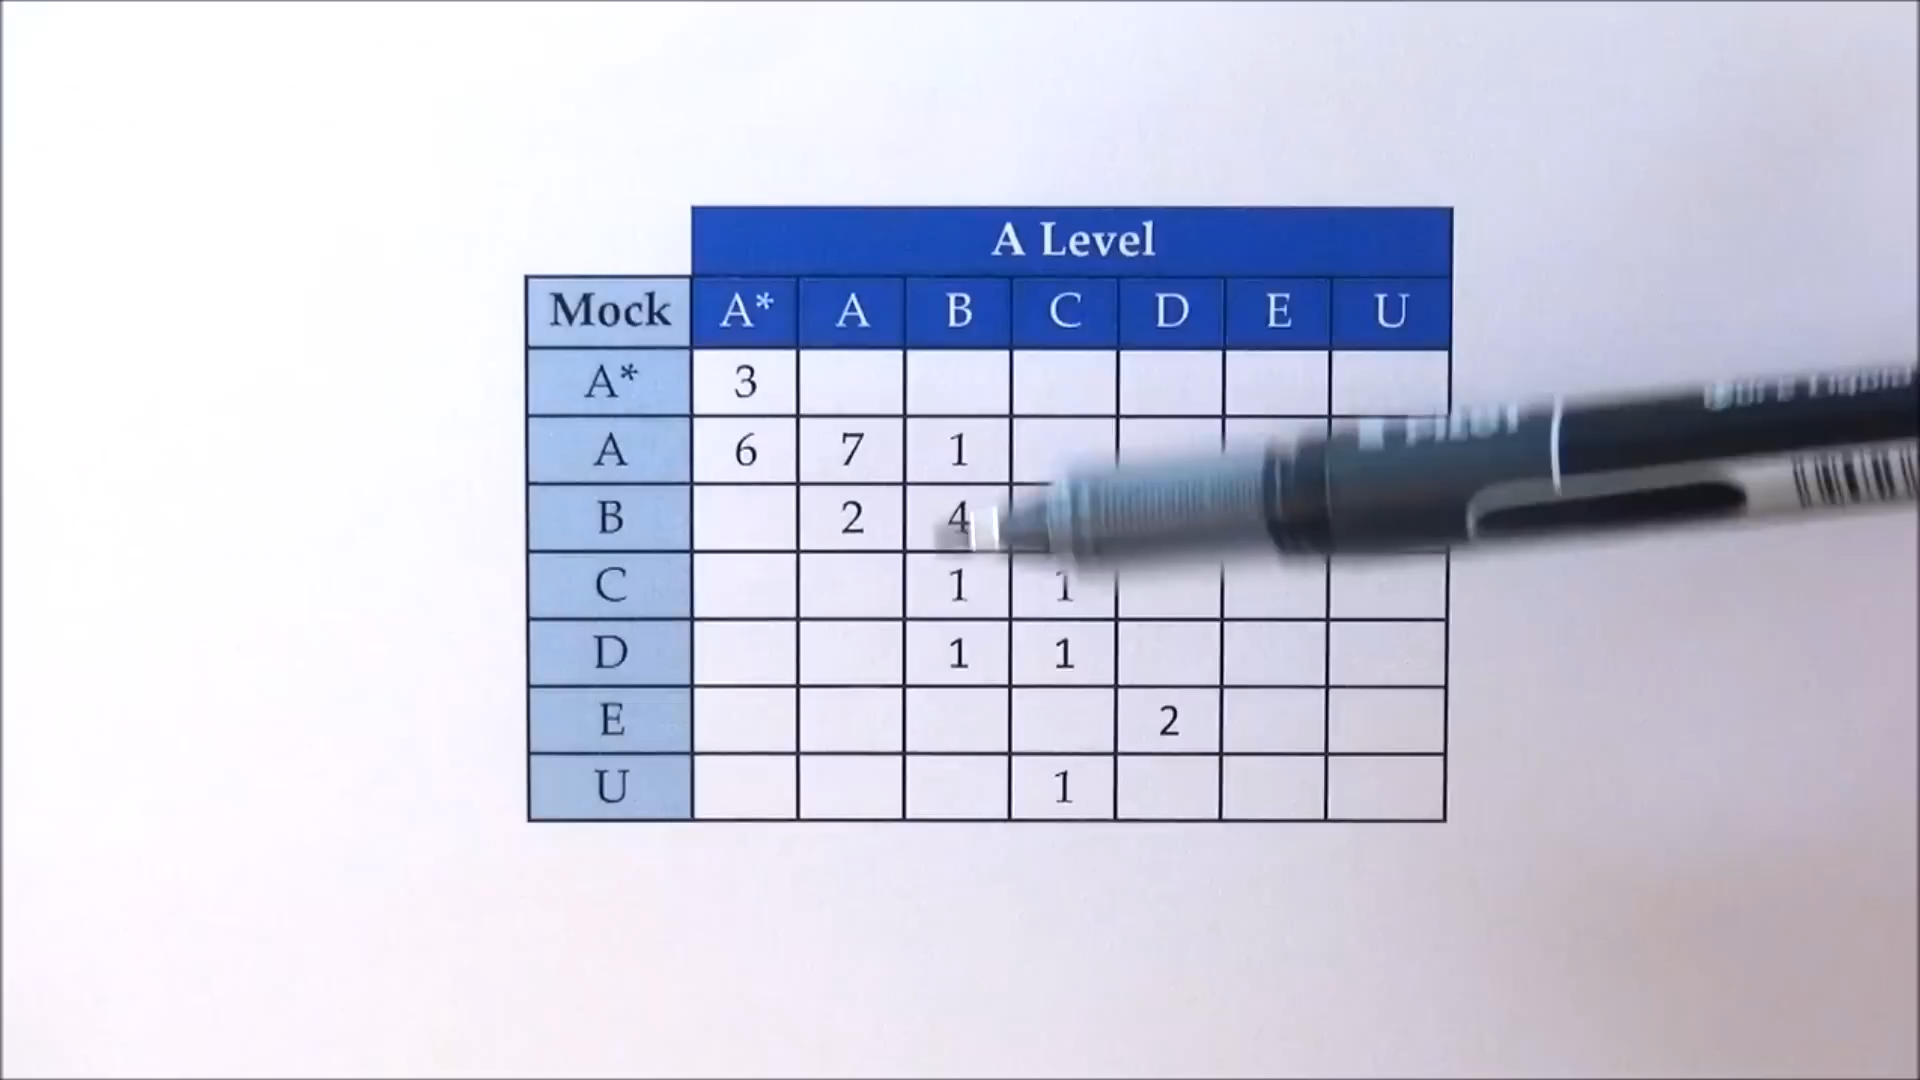 A Level
Mock A* A B C D E U
A* 3
A 6 7 1
B 2 4
C 1 1
D 1 1
E 2
U 1